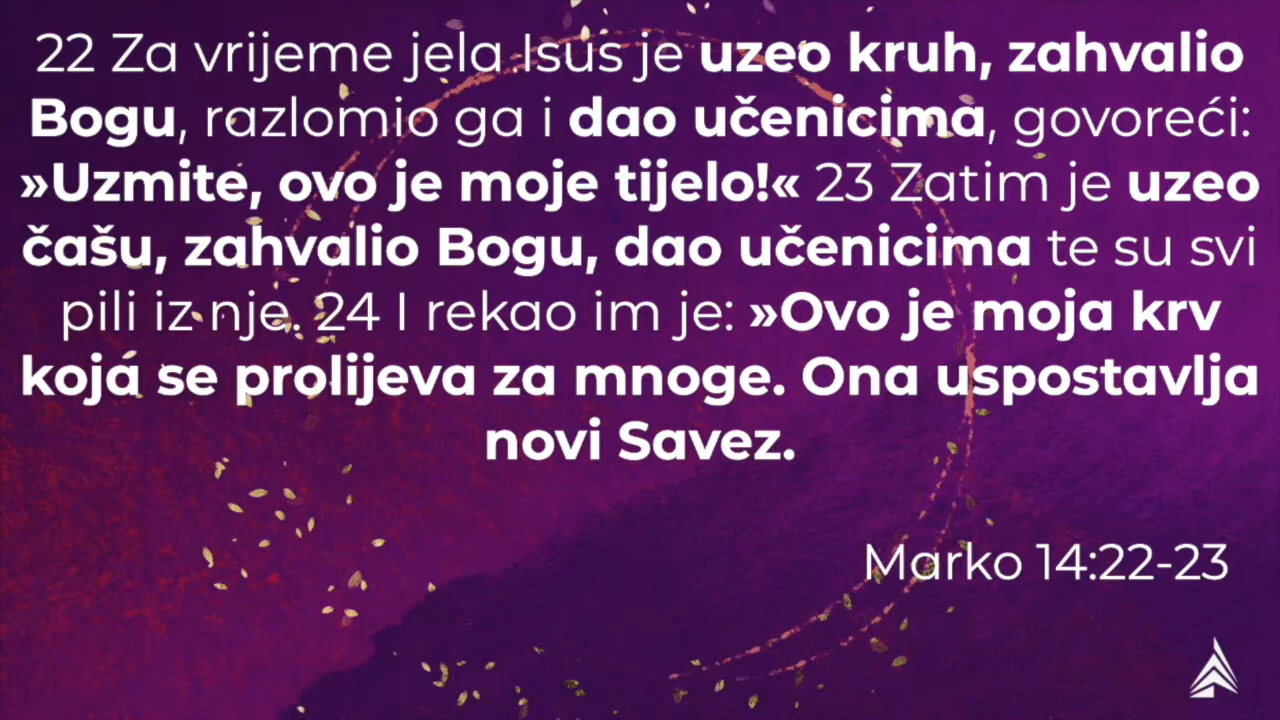 22 Za vrijeme jela Isus je uzeo kruh, zahvalio
Bogu, razlomio ga i dao učenicima, govoreći:
»Uzmite, ovo je moje tijelo!« 23 Zatim je uzeo
čašu, zahvalio Bogu, dao učenicima te su svi
pili iz nje. 24 I rekao im je: »Ovo je moja krv
koja se prolijeva za mnoge. Ona uspostavlja
novi Savez.
Marko 14:22-23